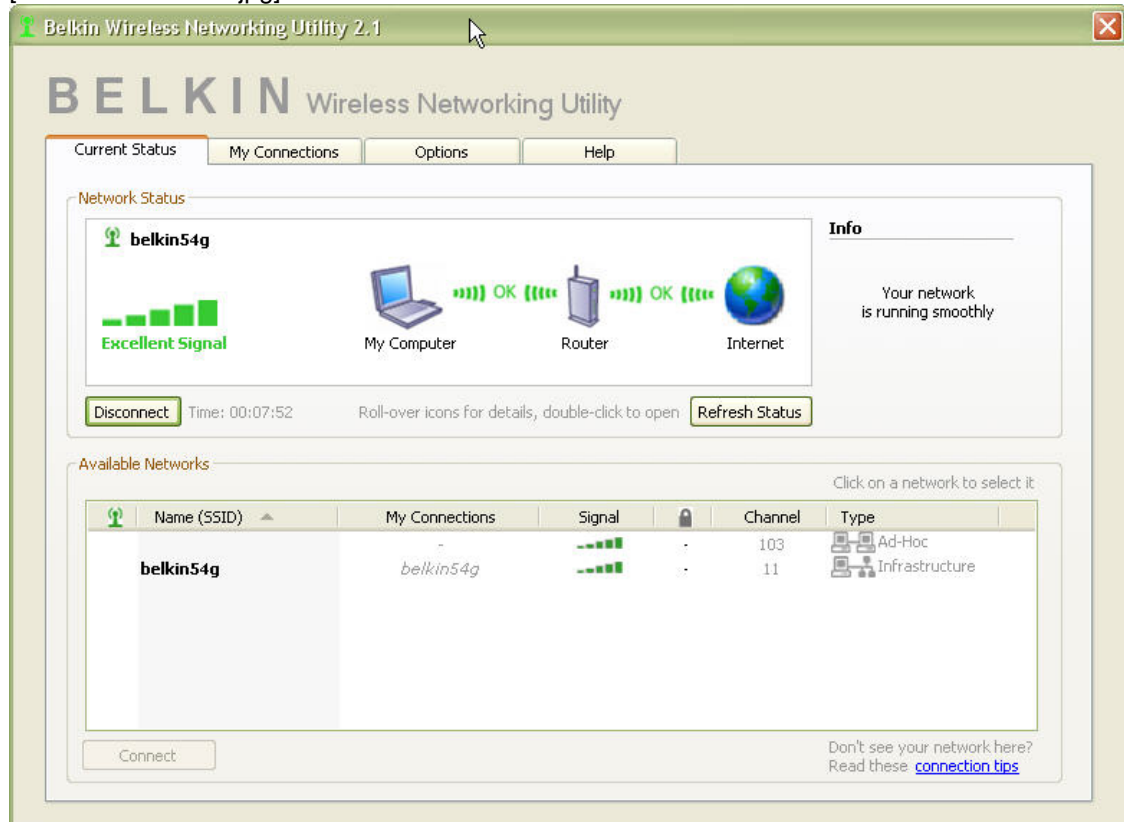 Belkin Wireless Networking Utility 2.1
BELKIN Wireless Networking Utility
Current Status My Connections Options Help
Network Status
belkin54g
Excellent Signal
OK OK
My Computer Router Internet
Info
Your network
is running smoothly
Disconnect Time: 00:07:52 Roll-over icons for details, double-click to open Refresh Status
Available Networks
Click on a network to select it
Name (SSID) My Connections Signal Channel Type
- - 103 Ad-Hoc
belkin54g belkin54g - 11 Infrastructure
Connect
Don't see your network here?
Read these connection tips